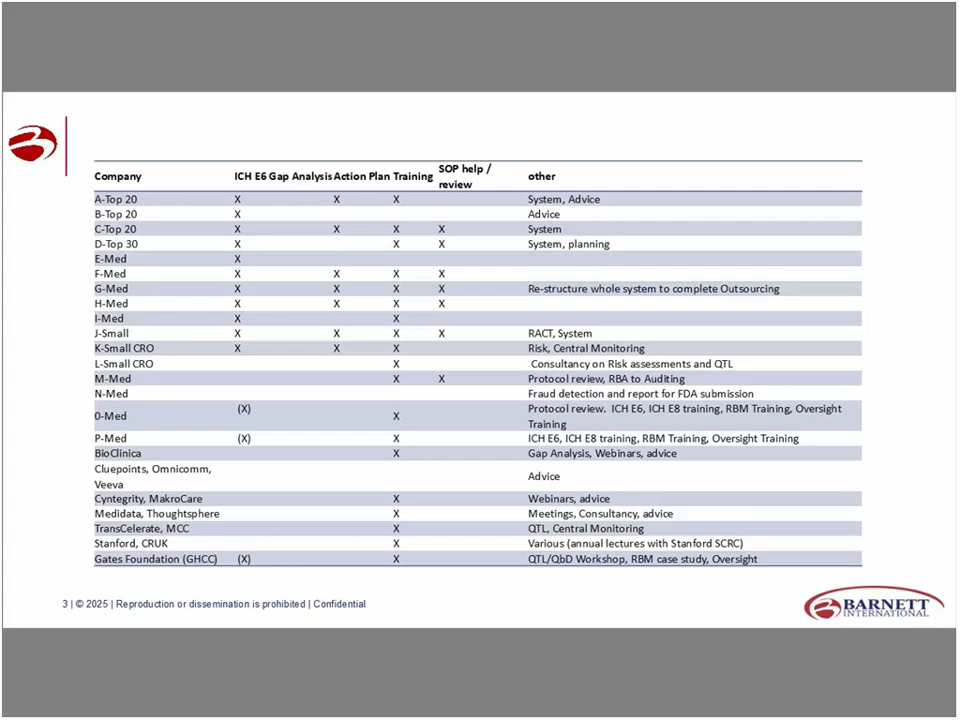 Company ICH E6 Gap Analysis Action Plan Training SOP help / review other
A-Top 20 X X X System, Advice
B-Top 20 X Advice
C-Top 20 X X X X System
D-Top 30 X X X System, planning
E-Med X
F-Med X X X X
G-Med X X X X Re-structure whole system to complete Outsourcing
H-Med X X X X
I-Med X X
J-Small X X X X RACT, System
K-Small CRO X X X Risk, Central Monitoring
L-Small CRO X Consultancy on Risk assessments and QTL
M-Med X X Protocol review, RBA to Auditing
N-Med Fraud detection and report for FDA submission
0-Med (X) X Protocol review. ICH E6, ICH E8 training, RBM Training, Oversight
Training
P-Med (X) X ICH E6, ICH E8 training, RBM Training, Oversight Training
BioClinica X Gap Analysis, Webinars, advice
Cluepoints, Omnicomm,
Veeva Advice
Cyntegrity, MakroCare X Webinars, advice
Medidata, Thoughtsphere X Meetings, Consultancy, advice
TransCelerate, MCC X QTL, Central Monitoring
Stanford, CRUK X Various (annual lectures with Stanford SCRC)
Gates Foundation (GHCC) (X) X QTL/QbD Workshop, RBM case study, Oversight
3 | © 2025 | Reproduction or dissemination is prohibited | Confidential
BARNETT
INTERNATIONAL